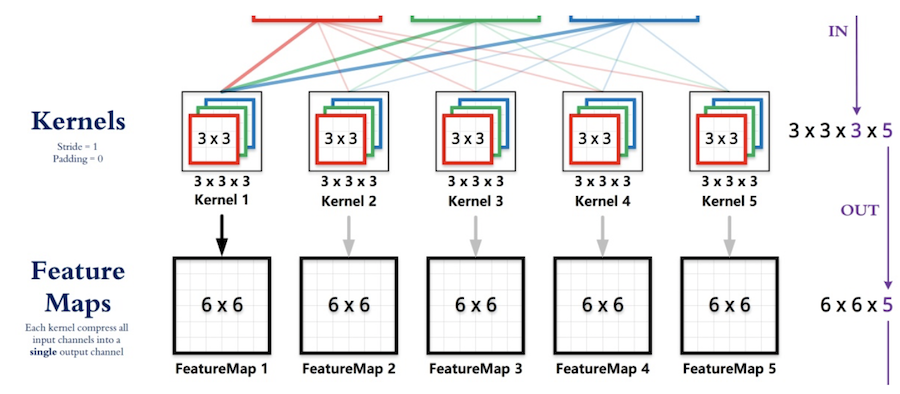 IN
Kernels
Stride = 1
Padding = 0
3 x 3
3 x 3
3 x 3
3 x 3
3 x 3
3 x 3 x 3 x 5
3 x 3 x 3
3 x 3 x 3
3 x 3 x 3
3 x 3 x 3
3 x 3 x 3
Kernel 1
Kernel 2
Kernel 3
Kernel 4
Kernel 5
OUT
Feature
Maps
Each kernel compress all
input channels into a
single output channel
6 x 6
6 x 6
6 x 6
6 x 6
6 x 6
6 x 6 x 5
FeatureMap 1
FeatureMap 2
FeatureMap 3
FeatureMap 4
FeatureMap 5